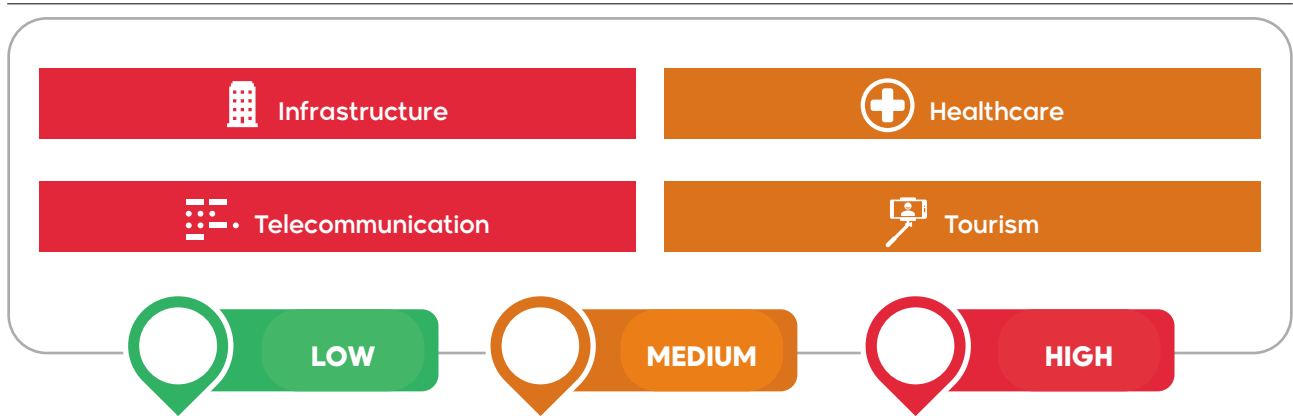 Infrastructure
Healthcare
Telecommunication
Tourism
LOW
MEDIUM
HIGH